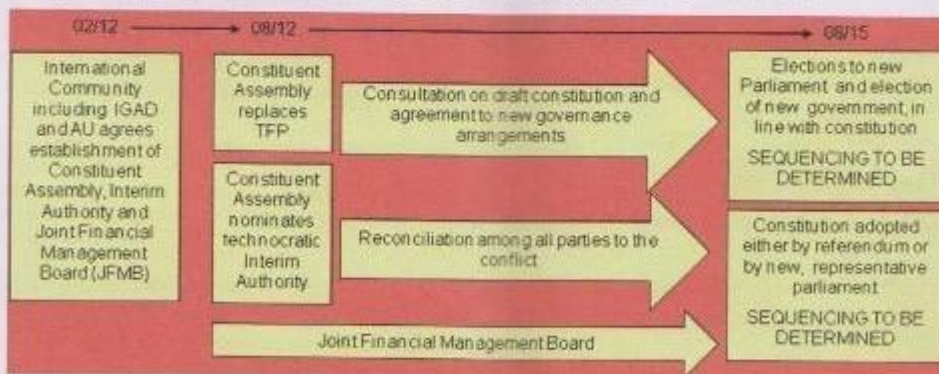 02/12
08/12
08/15
International
Community
including IGAD
and AU agrees
establishment of
Constituent
Assembly, Interim
Authority and
Joint Financial
Management
Board (JFMB)
Constituent
Assembly
replaces
TFP
Constituent
Assembly
nominates
technocratic
Interim
Authority
Consultation on draft constitution and
agreement to new governance
arrangements
Reconciliation among all parties to the
conflict
Joint Financial Management Board
Elections to new
Parliament and election
of new government, in
line with constitution
SEQUENCING TO BE
DETERMINED
Constitution adopted
either by referendum or
by new, representative
parliament
SEQUENCING TO BE
DETERMINED